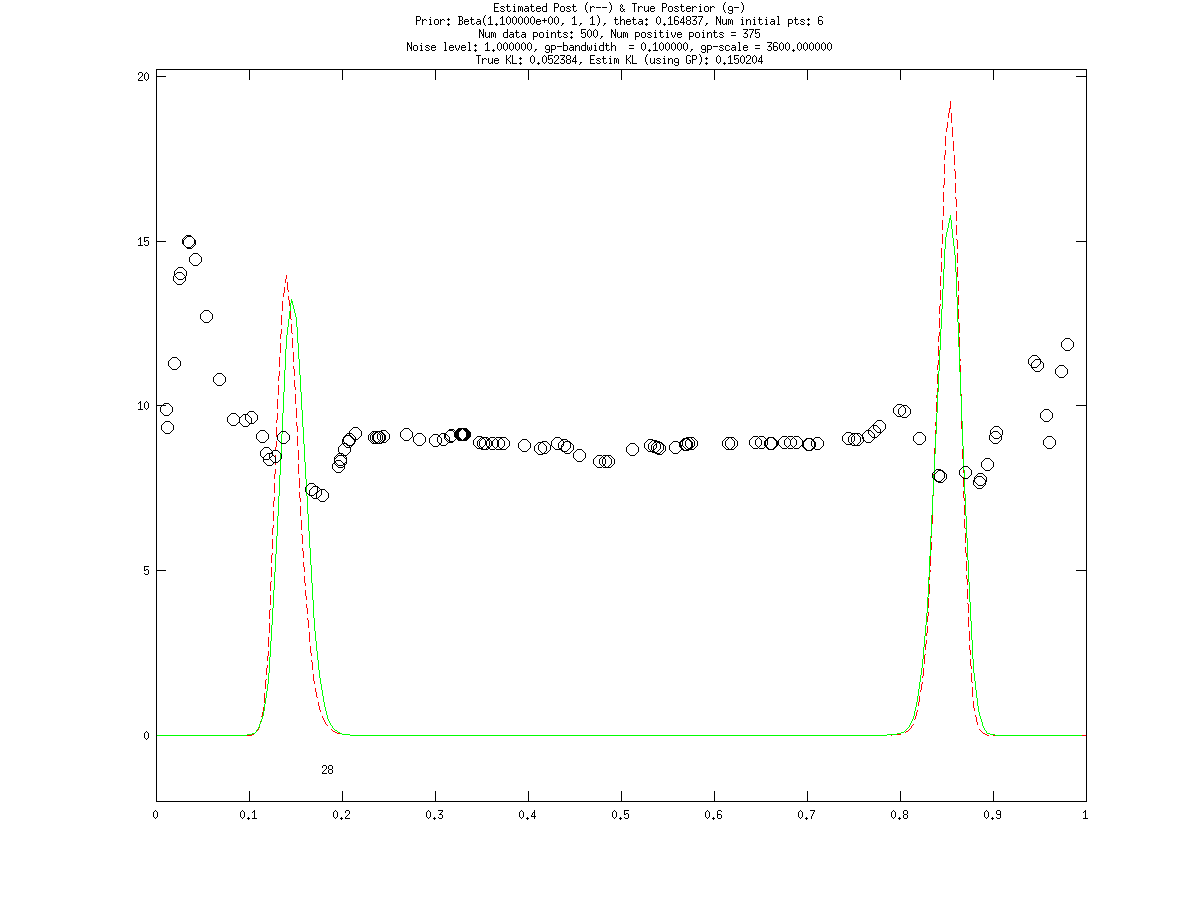 Estimated Post (r--) & True Posterior (g-)
Prior: Beta(1.100000e+00, 1, 1), theta: 0.164837, Num initial pts: 6
Num data points: 500, Num positive points = 375
Noise level: 1.000000, gp-bandwidth  = 0.100000, gp-scale = 3600.000000
True KL: 0.052384, Estim KL (using GP): 0.150204
20
15
10
5
0
28
0 0.1 0.2 0.3 0.4 0.5 0.6 0.7 0.8 0.9 1